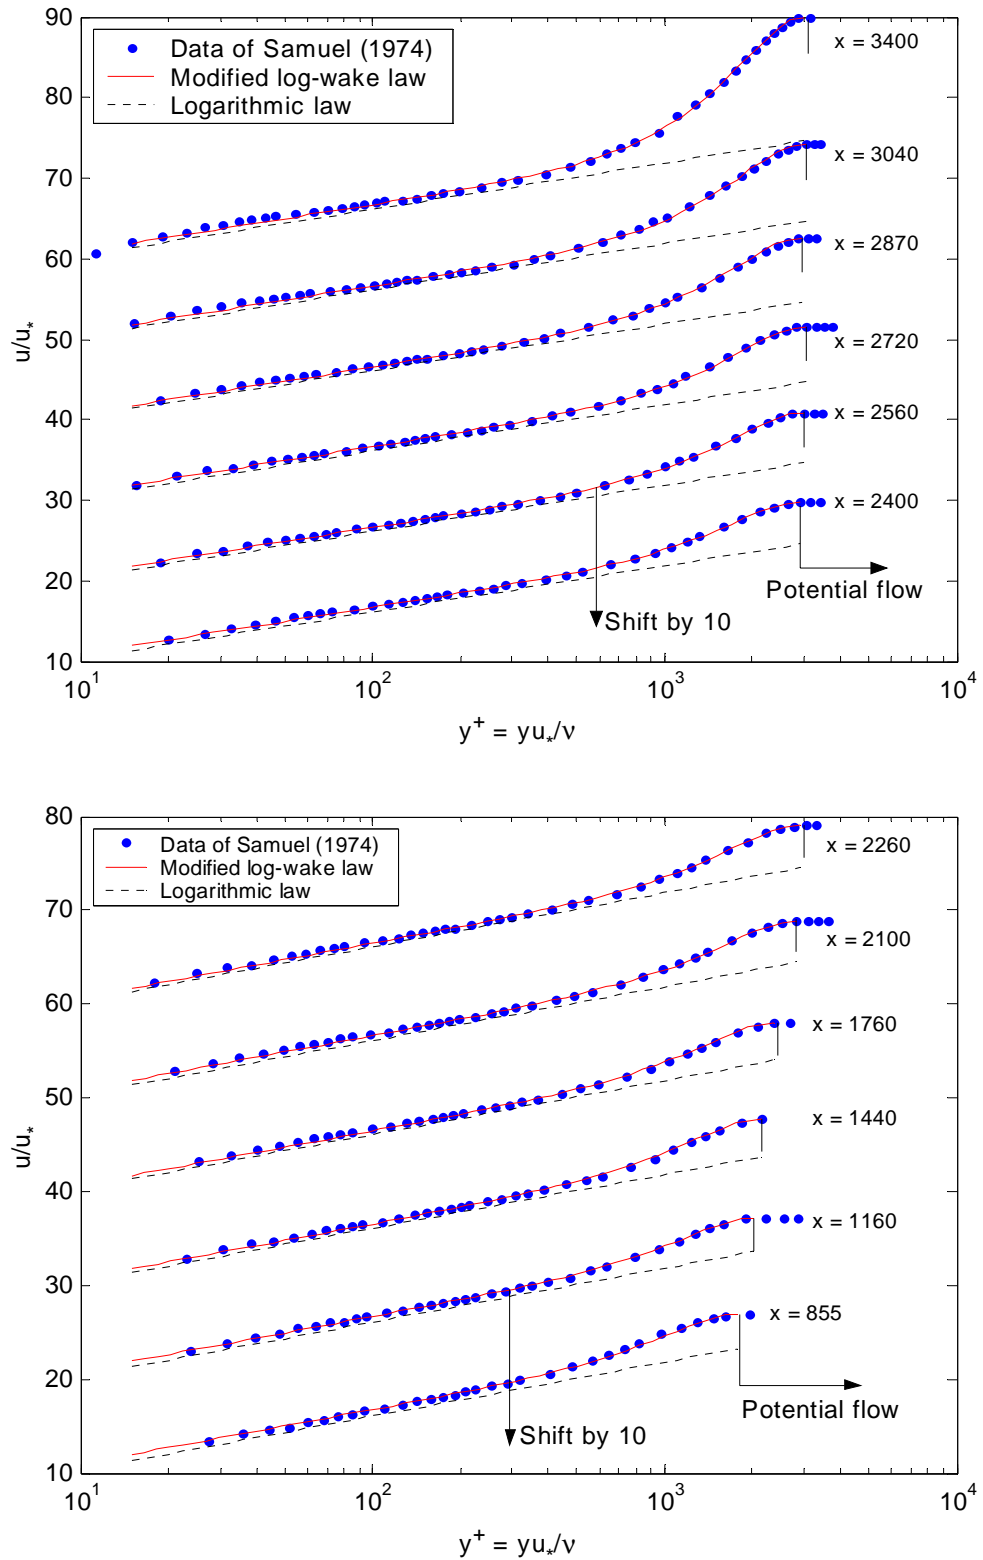 90
80
70
60
50
40
30
20
10
u/u*
Data of Samuel (1974)
Modified log-wake law
Logarithmic law
x = 3400
x = 3040
x = 2870
x = 2720
x = 2560
x = 2400
Potential flow
Shift by 10
10^1
10^2
10^3
10^4
y^+ = yu*/ν
80
70
60
50
40
30
20
10
u/u*
Data of Samuel (1974)
Modified log-wake law
Logarithmic law
x = 2260
x = 2100
x = 1760
x = 1440
x = 1160
x = 855
Potential flow
Shift by 10
10^1
10^2
10^3
10^4
y^+ = yu*/ν